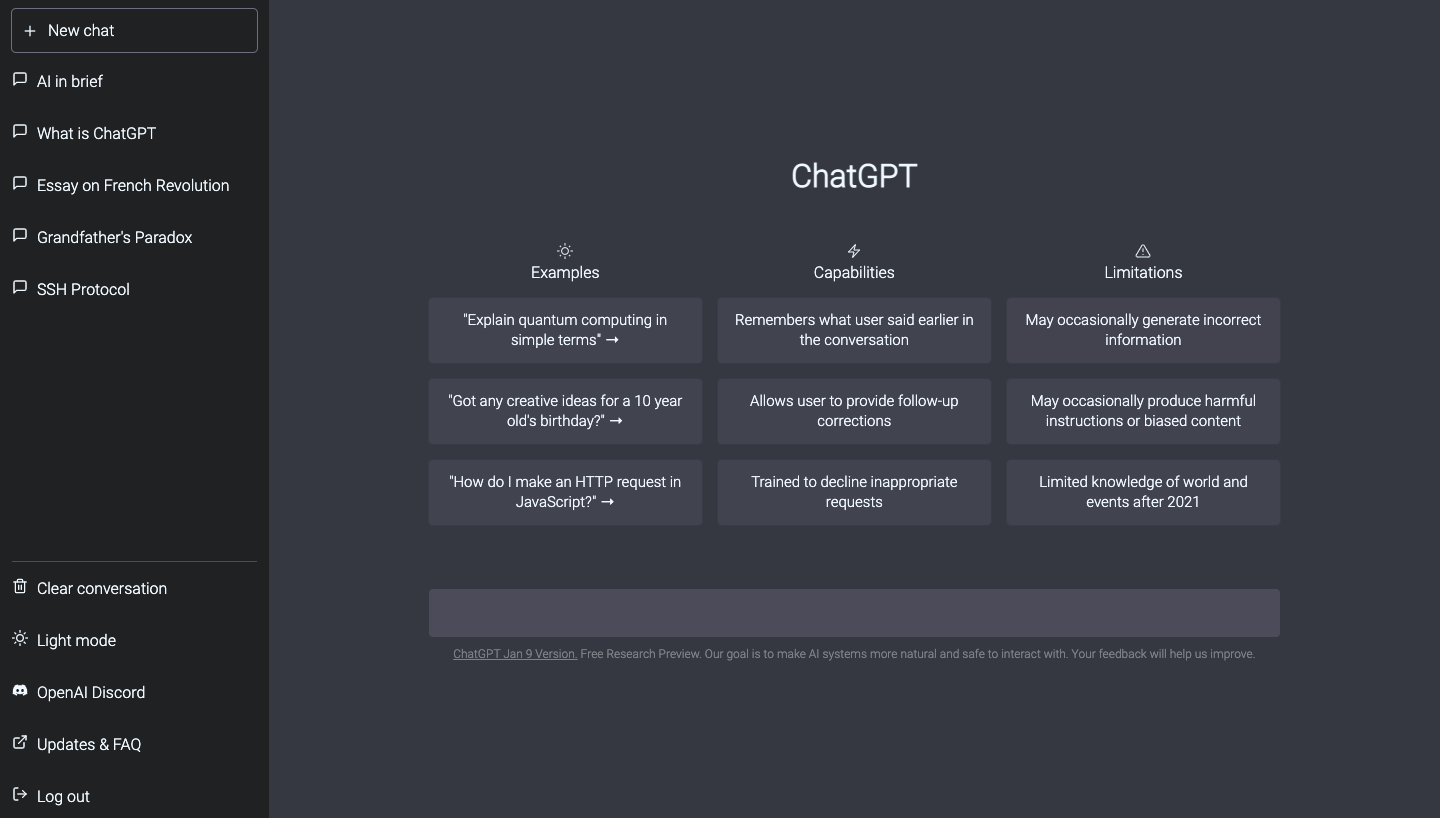 New chat
AI in brief
What is ChatGPT
Essay on French Revolution
Grandfather's Paradox
SSH Protocol
Clear conversation
Light mode
OpenAI Discord
Updates & FAQ
Log out
ChatGPT
Examples
"Explain quantum computing in
simple terms" →
"Got any creative ideas for a 10 year
old's birthday?" →
"How do I make an HTTP request in
JavaScript?" →
Capabilities
Remembers what user said earlier in
the conversation
Allows user to provide follow-up
corrections
Trained to decline inappropriate
requests
Limitations
May occasionally generate incorrect
information
May occasionally produce harmful
instructions or biased content
Limited knowledge of world and
events after 2021
ChatGPT Jan 9 Version. Free Research Preview. Our goal is to make AI systems more natural and safe to interact with. Your feedback will help us improve.